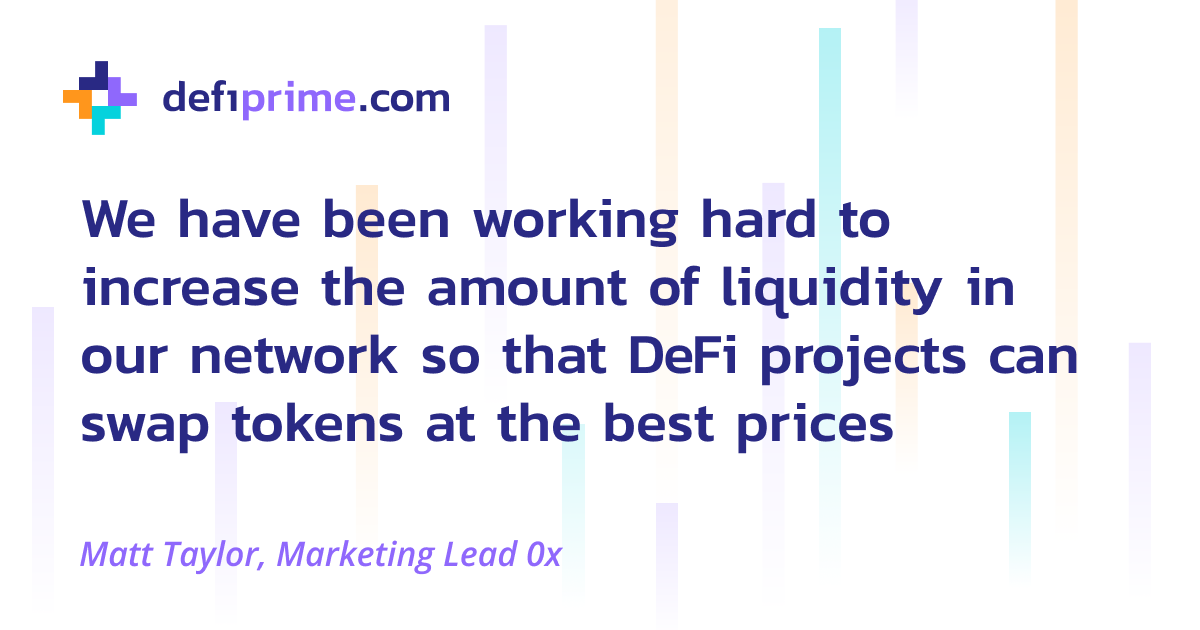 defiprime.com
We have been working hard to
increase the amount of liquidity in
our network so that DeFi projects can
swap tokens at the best prices
Matt Taylor, Marketing Lead 0x